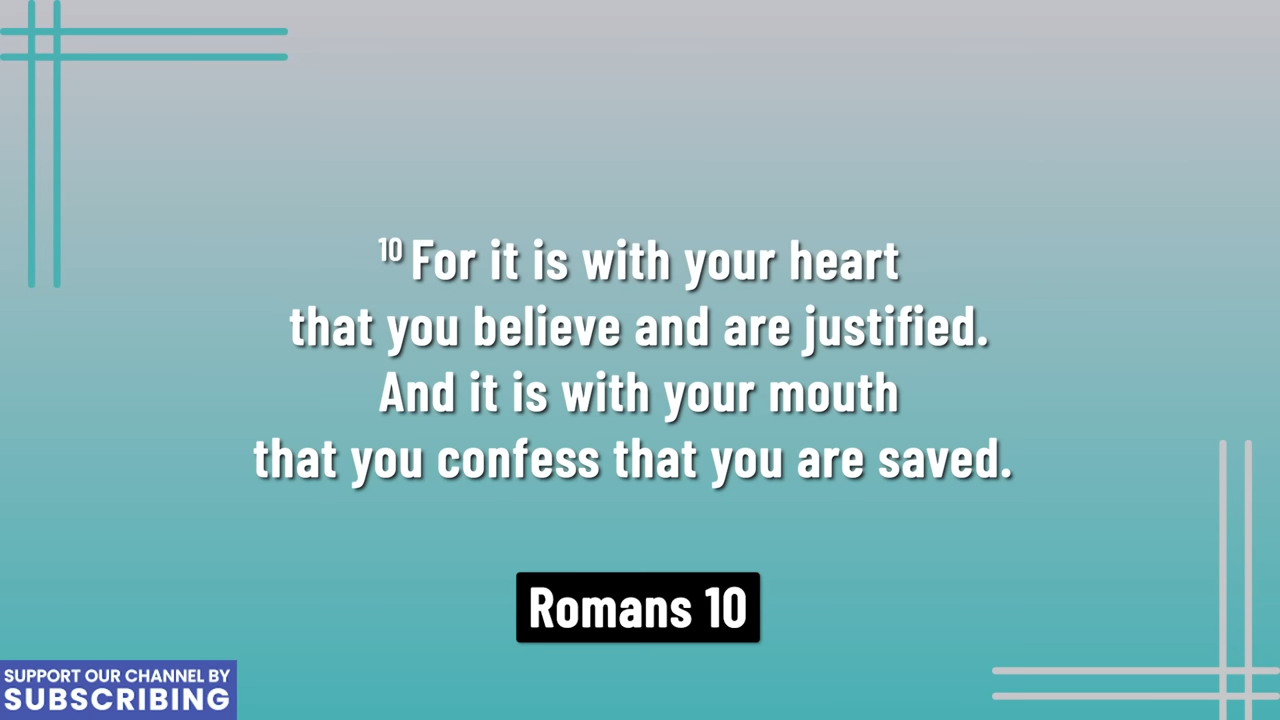 10 For it is with your heart
that you believe and are justified.
And it is with your mouth
that you confess that you are saved.
Romans 10
SUPPORT OUR CHANNEL BY
SUBSCRIBING